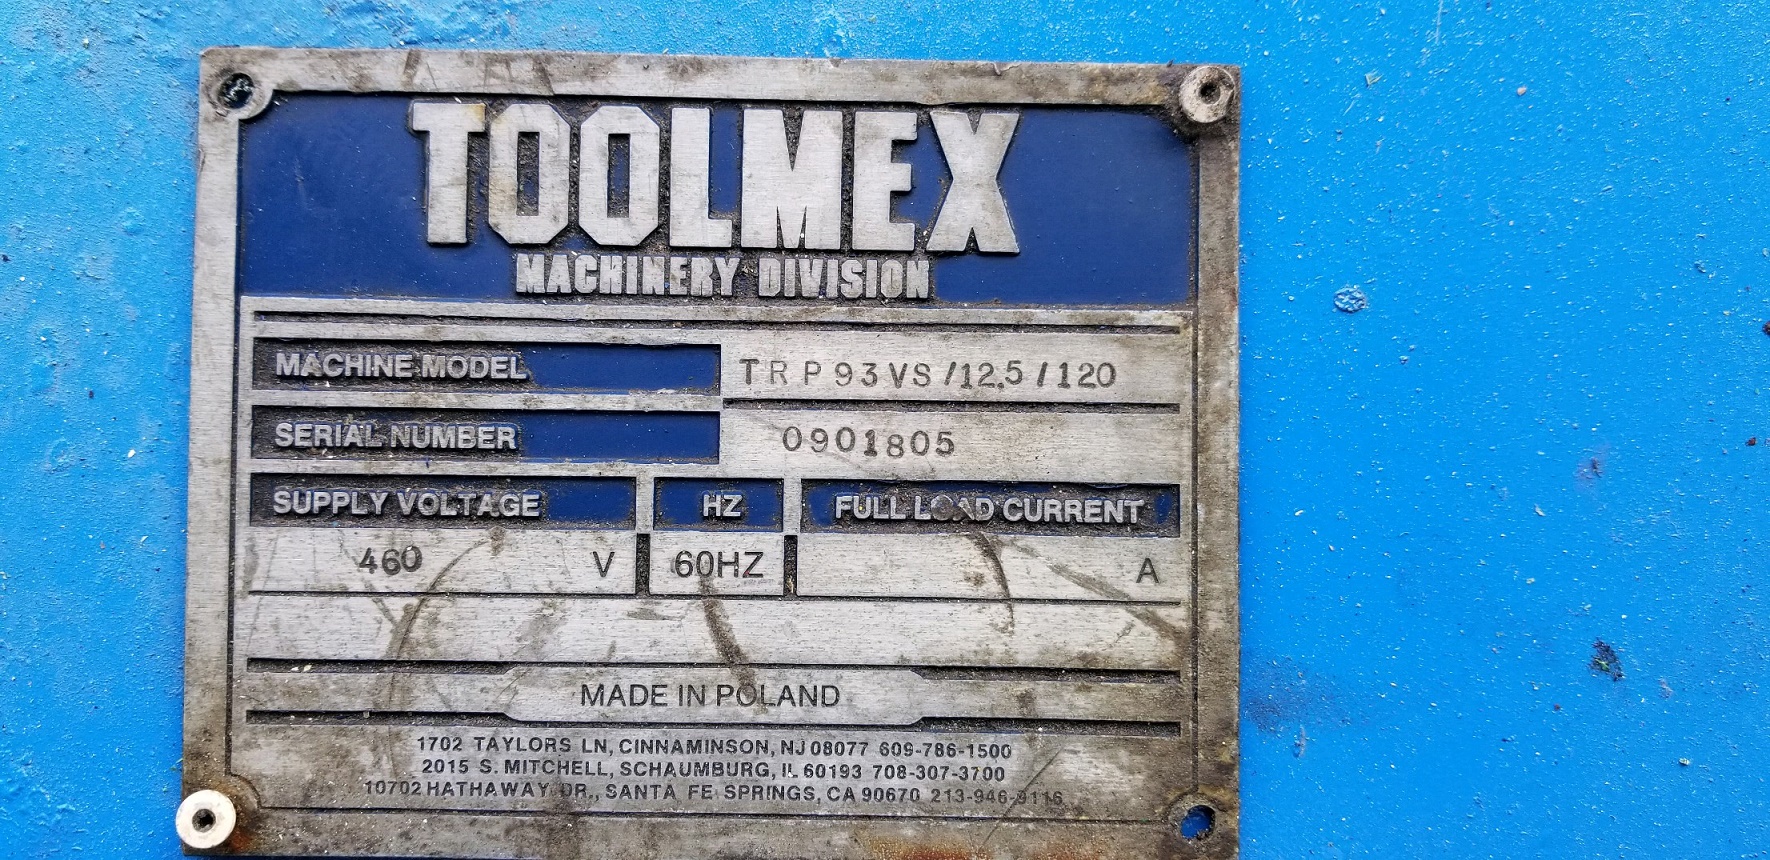 TOOLMEX
MACHINERY DIVISION
MACHINE MODEL TRP93VS/12.5/120
SERIAL NUMBER 0901805
SUPPLY VOLTAGE HZ FULL LOAD CURRENT
460 V 60HZ A
MADE IN POLAND
1702 TAYLORS LN, CINNAMINSON, NJ 08077 609-786-1500
2015 S. MITCHELL, SCHAUMBURG, IL 60193 708-307-3700
10702 HATHAWAY DR., SANTA FE SPRINGS, CA 90670 213-946-9116